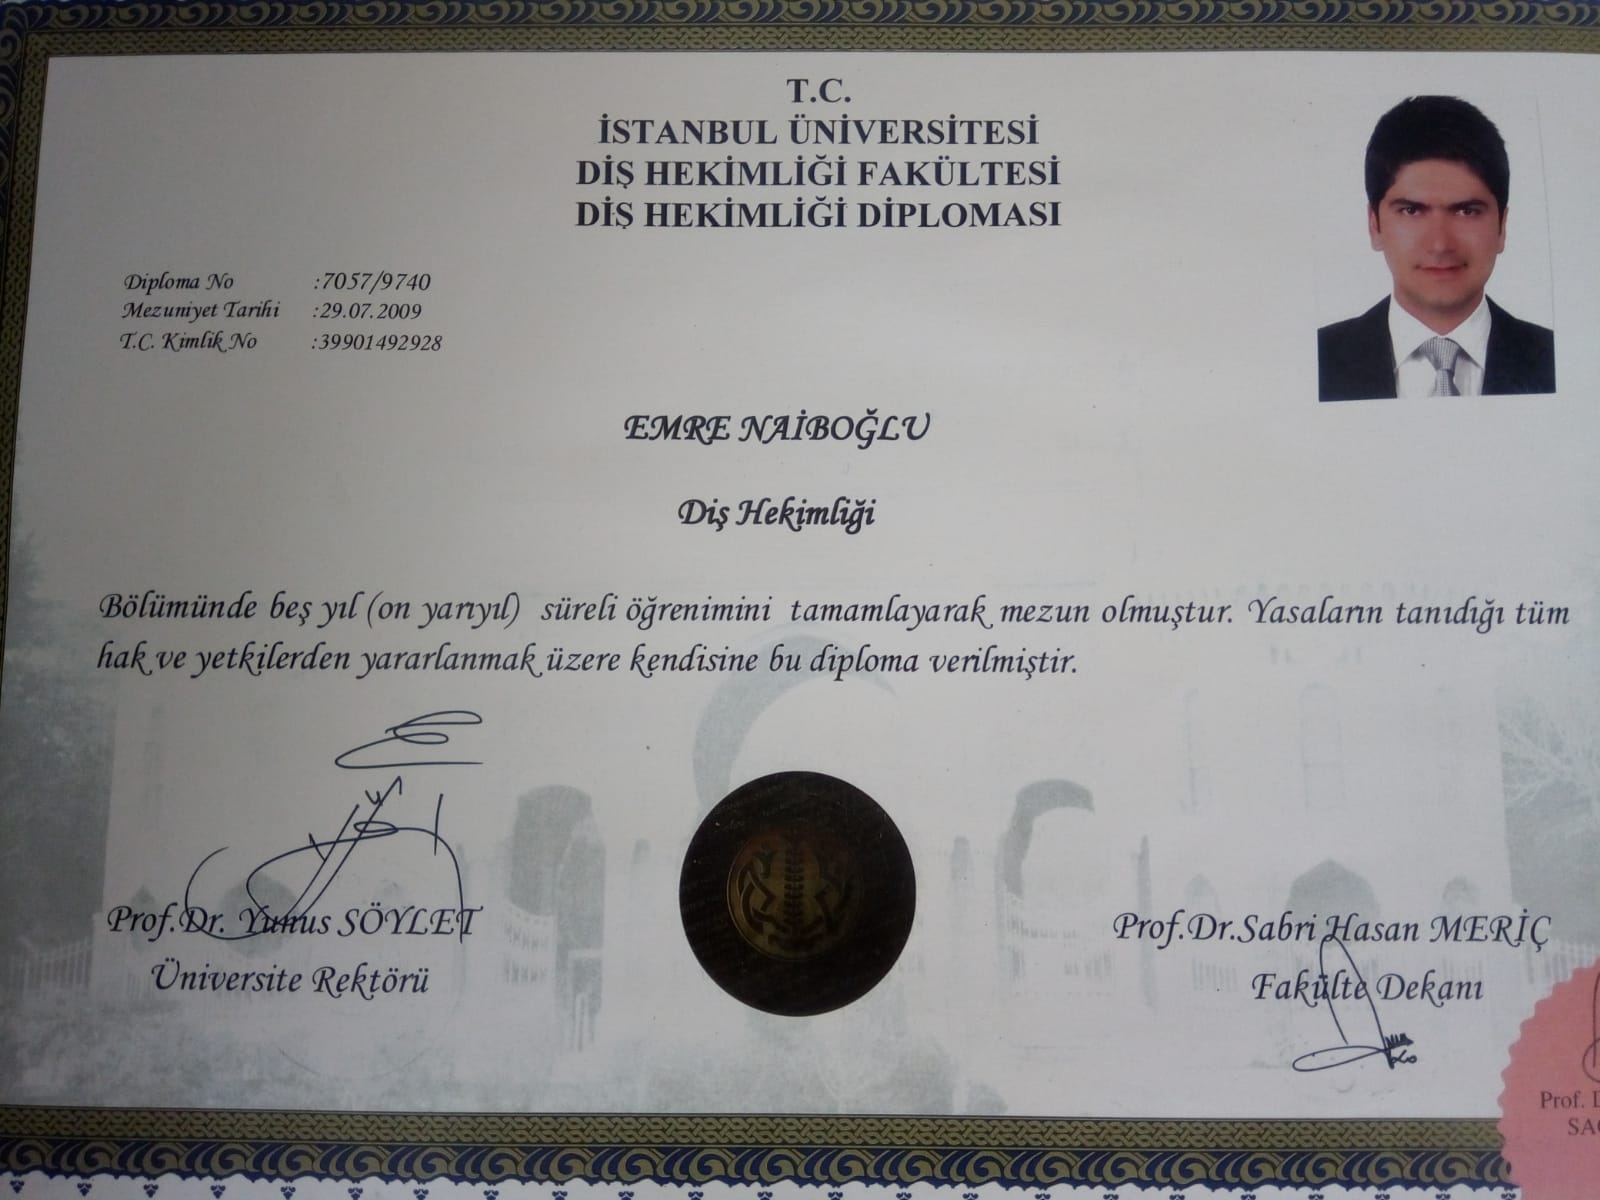 T.C.
İSTANBUL ÜNİVERSİTESİ
DİŞ HEKİMLİĞİ FAKÜLTESİ
DİŞ HEKİMLİĞİ DİPLOMASI
Diploma No :7057/9740
Mezuniyet Tarihi :29.07.2009
T.C. Kimlik No :39901492928
EMRE NAİBOĞLU
Diş Hekimliği
Bölümünde beş yıl (on yarıyıl) süreli öğrenimini tamamlayarak mezun olmuştur. Yasaların tanıdığı tüm
hak ve yetkilerden yararlanmak üzere kendisine bu diploma verilmiştir.
Prof.Dr. Yunus SÖYLET
Üniversite Rektörü
Prof.Dr.Sabri Hasan MERİÇ
Fakülte Dekanı
Prof.